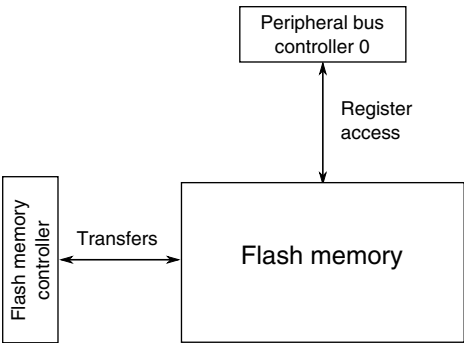 Peripheral bus
controller 0
Register
access
Flash memory
controller
Transfers
Flash memory